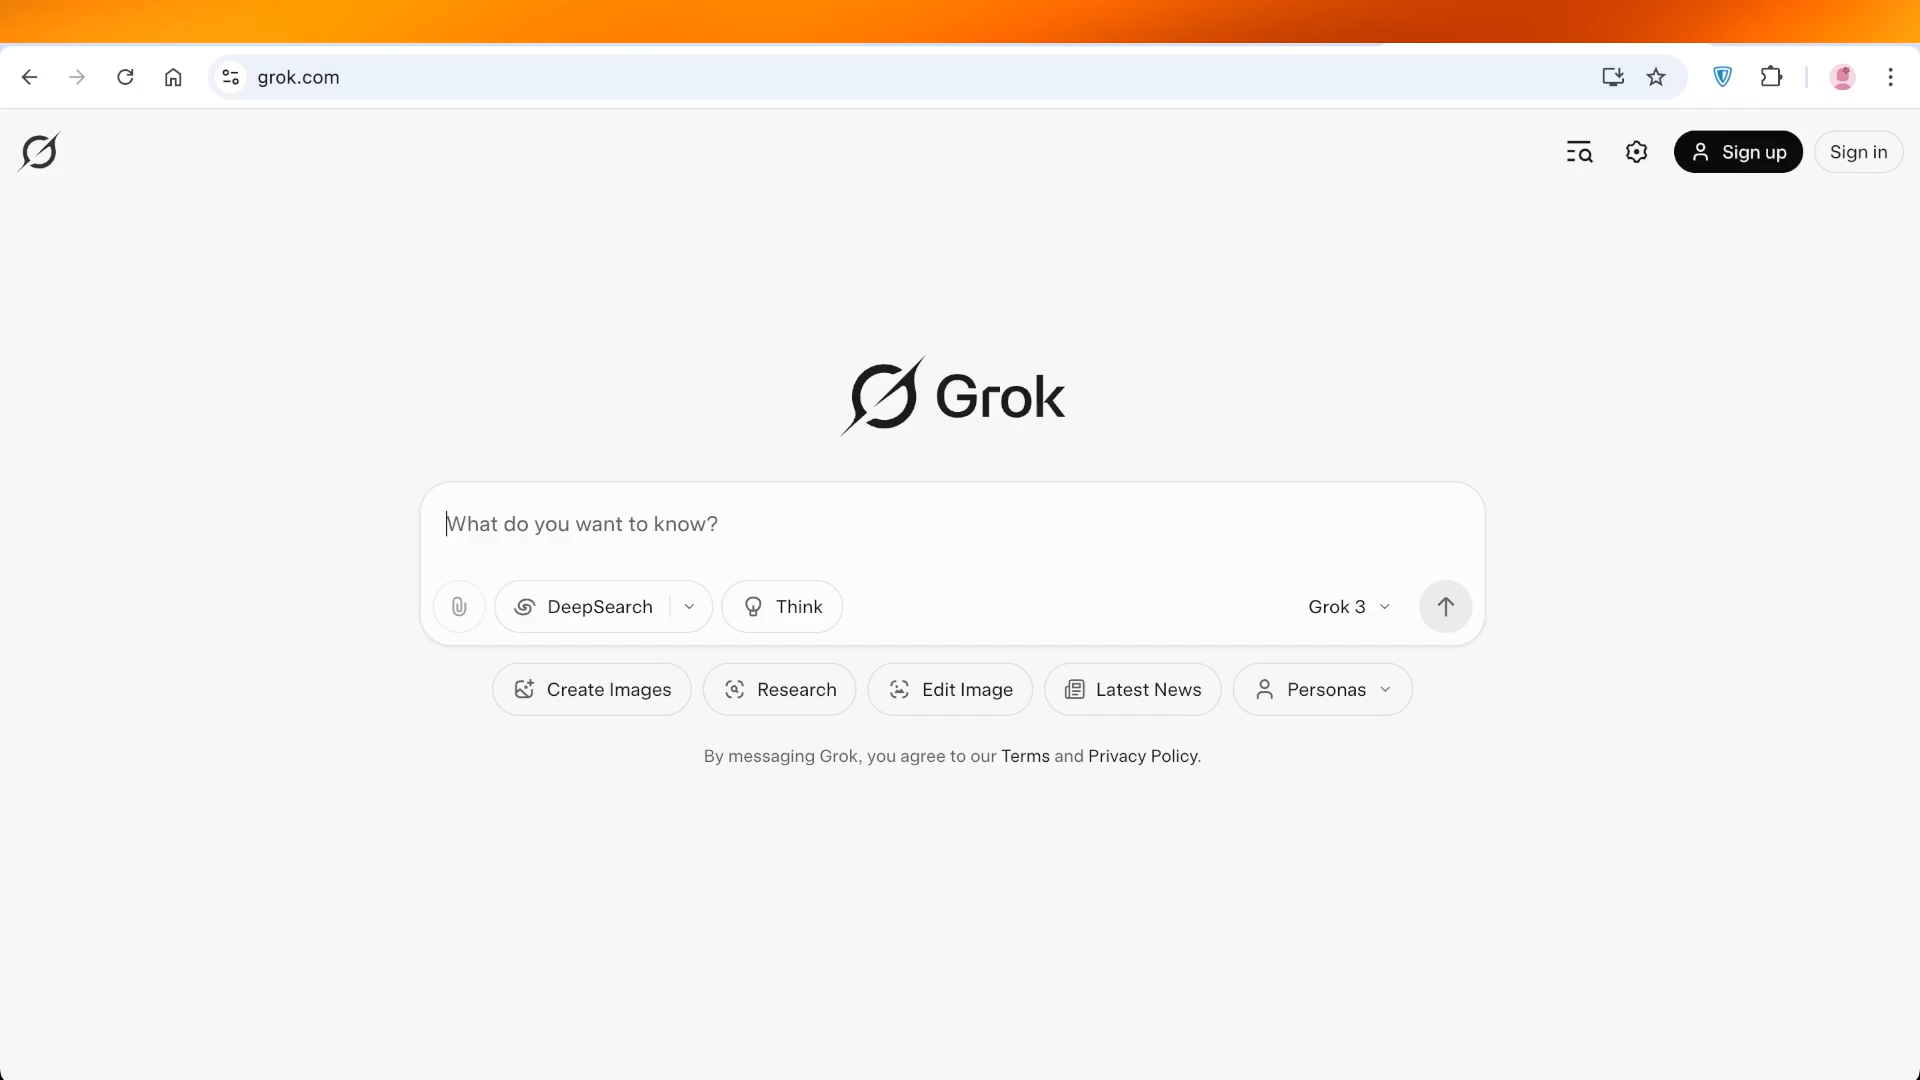 grok.com
Sign up
Sign in
Grok
What do you want to know?
DeepSearch
Think
Grok 3
Create Images
Research
Edit Image
Latest News
Personas
By messaging Grok, you agree to our Terms and Privacy Policy.